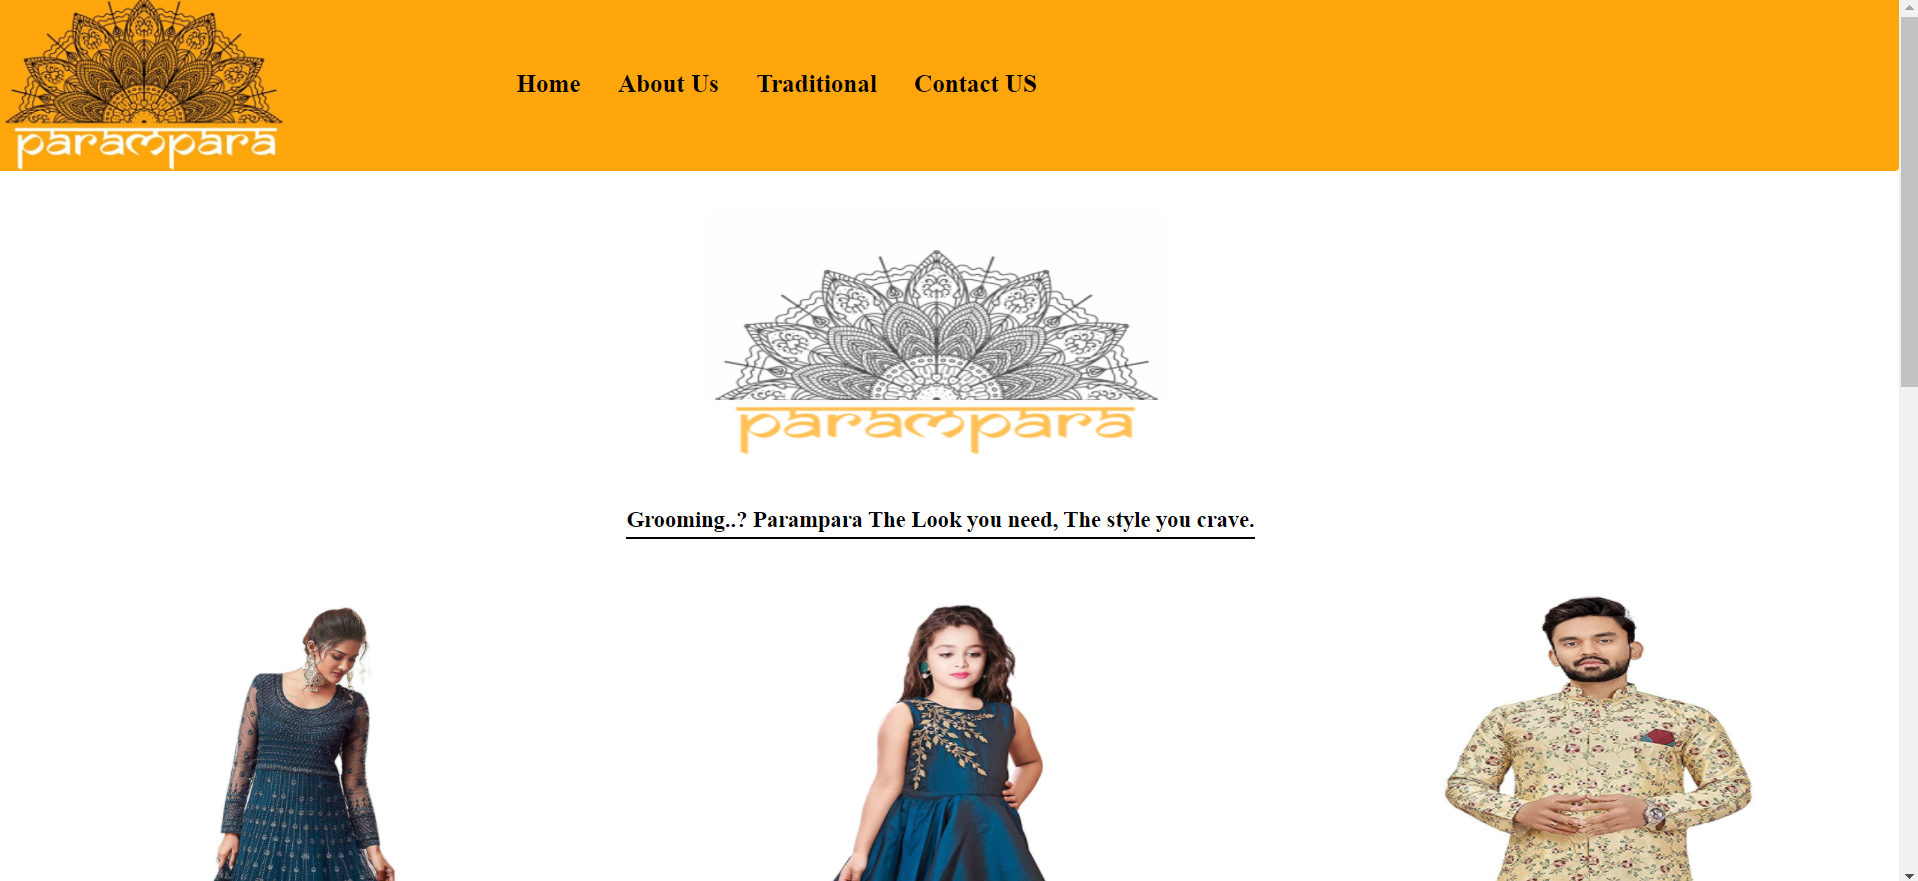 parampara
Home About Us Traditional Contact US
parampara
Grooming..? Parampara The Look you need, The style you crave.